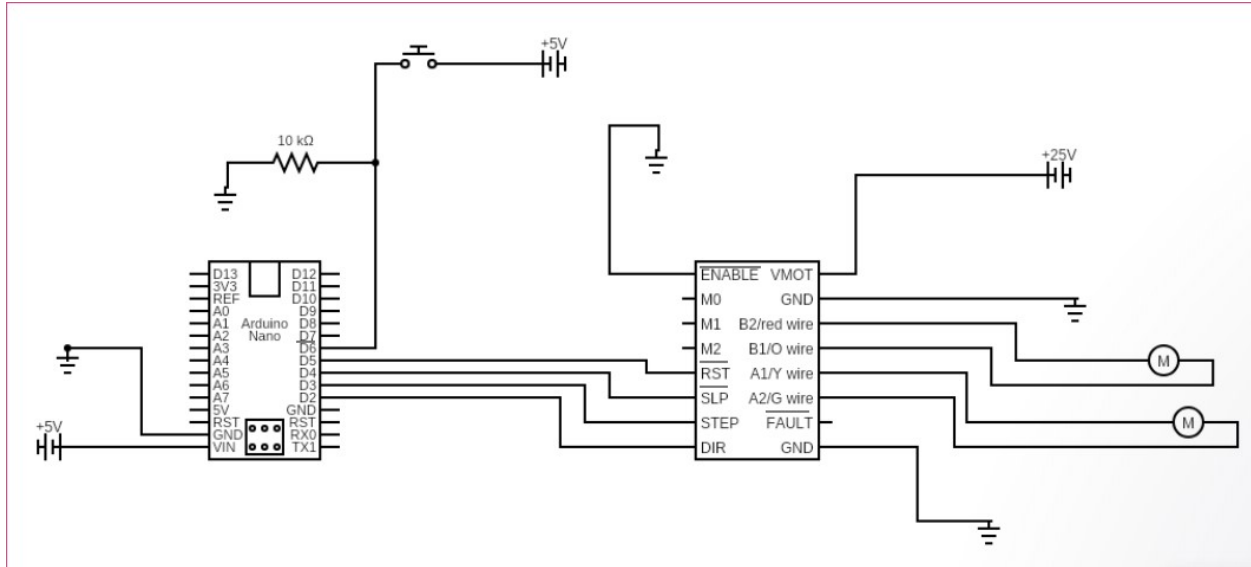 +5V
10 kΩ
+25V
D13 D12
3V3 D11
REF D10
A0 D9
A1 D8
A2 D7
A3 D6
A4 D5
A5 D4
A6 D3
A7 D2
5V GND
RST RST
GND RX0
VIN TX1
Arduino
Nano
+5V
ENABLE VMOT
M0 GND
M1 B2/red wire
M2 B1/O wire
RST A1/Y wire
SLP A2/G wire
STEP FAULT
DIR GND
M
M